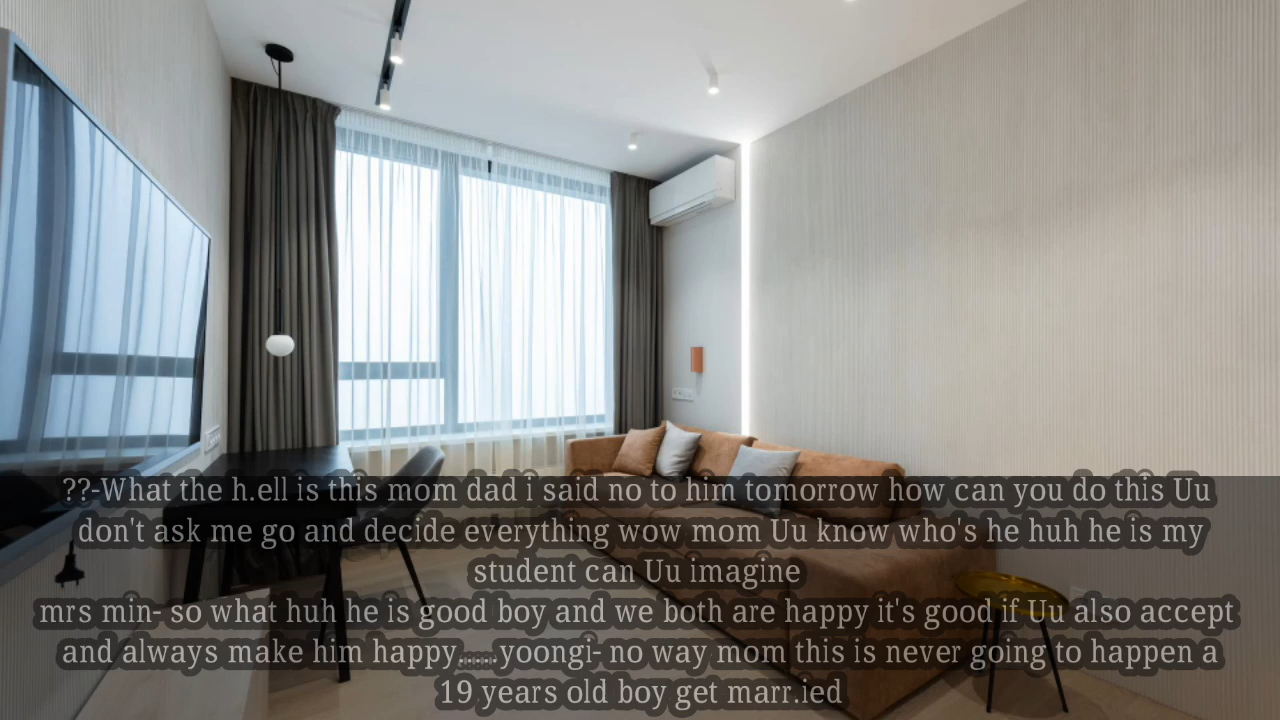 ??-What the h.ell is this mom dad i said no to him tomorrow how can you do this Uu
don't ask me go and decide everything wow mom Uu know who's he huh he is my
student can Uu imagine
mrs min- so what huh he is good boy and we both are happy it's good if Uu also accept
and always make him happy,.....yoongi- no way mom this is never going to happen a
19 years old boy get marr.ied